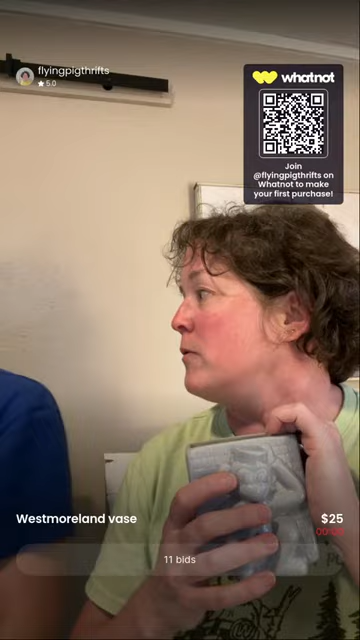 flyingpigthrifts
5.0
whatnot
Join
@flyingpigthrifts on
Whatnot to make
your first purchase!
Westmoreland vase
$25
11 bids